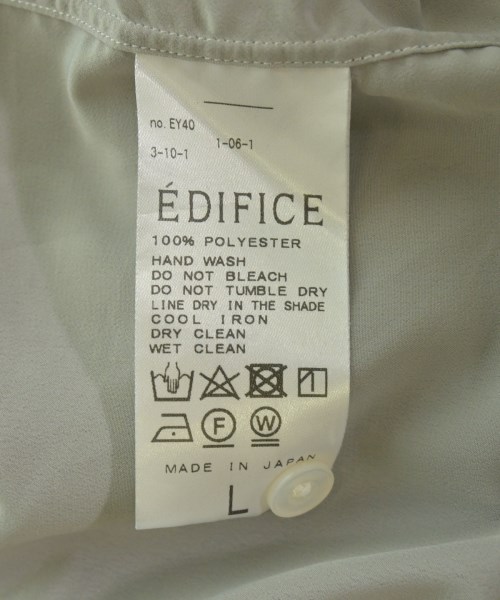 no. EY40
1-06-1
3-10-1
ÉDIFICE
100% POLYESTER
HAND WASH
DO NOT BLEACH
DO NOT TUMBLE DRY
LINE DRY IN THE SHADE
COOL IRON
DRY CLEAN
WET CLEAN
F W
MADE IN JAPAN
L